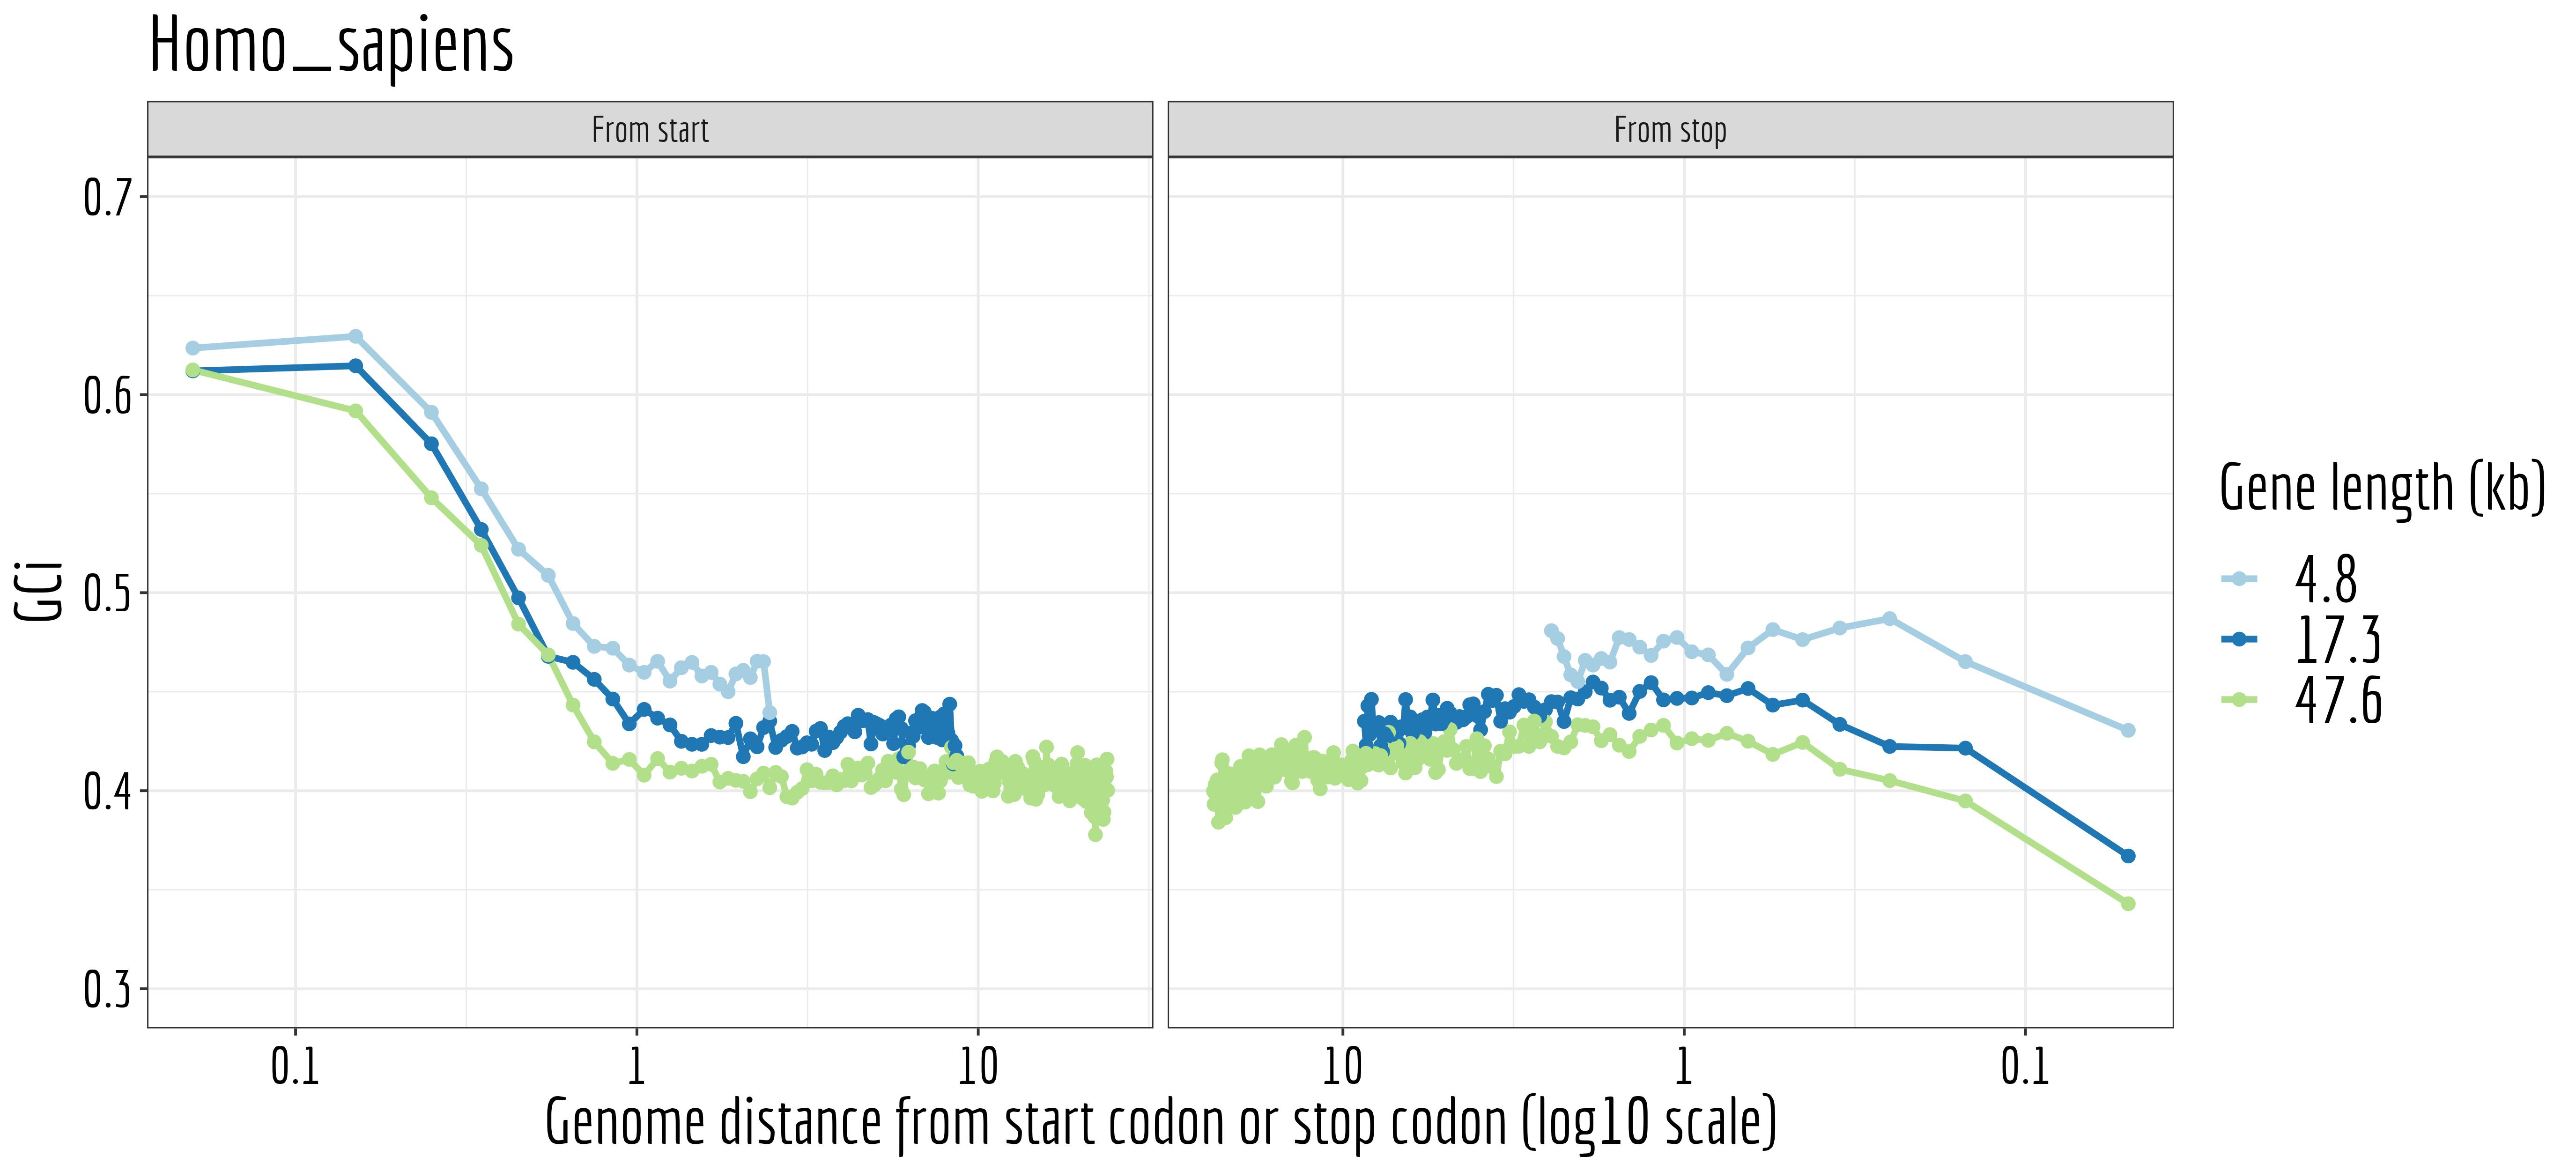 Homo_sapiens
From start
From stop
0.7
0.6
0.5
0.4
0.3
GCi
0.1 1 10
10 1 0.1
Genome distance from start codon or stop codon (log10 scale)
Gene length (kb)
4.8
17.3
47.6